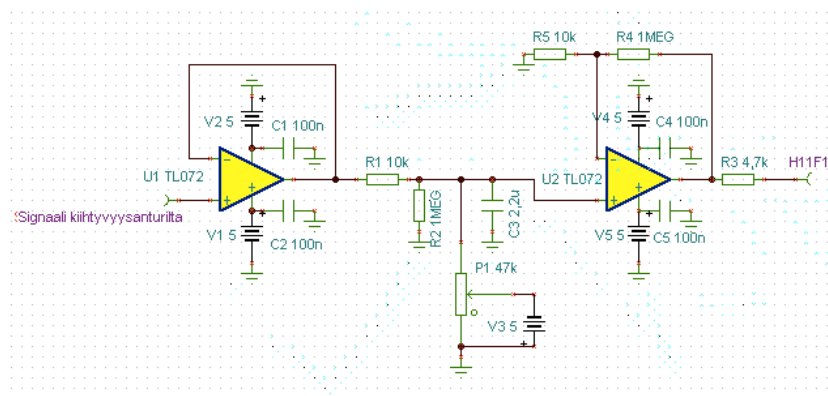 R5 10k
R4 1MEG
V2 5
C1 100n
V4 5
C4 100n
U1 TL072
R1 10k
U2 TL072
R3 4,7k
H11F1
Signaali kiihtyvyysanturilta
V1 5
C2 100n
R2 1MEG
C3 2,2u
V5 5
C5 100n
P1 47k
V3 5